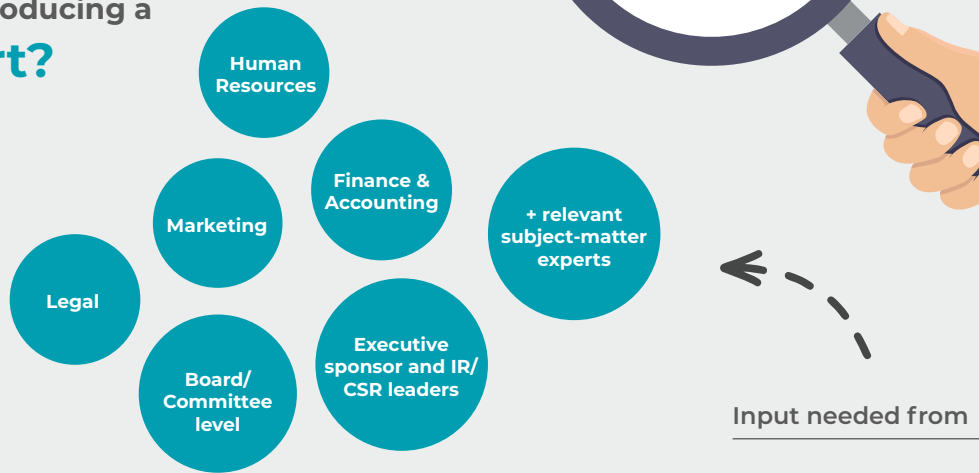 oducing a
rt?
Human
Resources
Finance &
Accounting
Marketing
+ relevant
subject-matter
experts
Legal
Executive
sponsor and IR/
CSR leaders
Board/
Committee
level
Input needed from